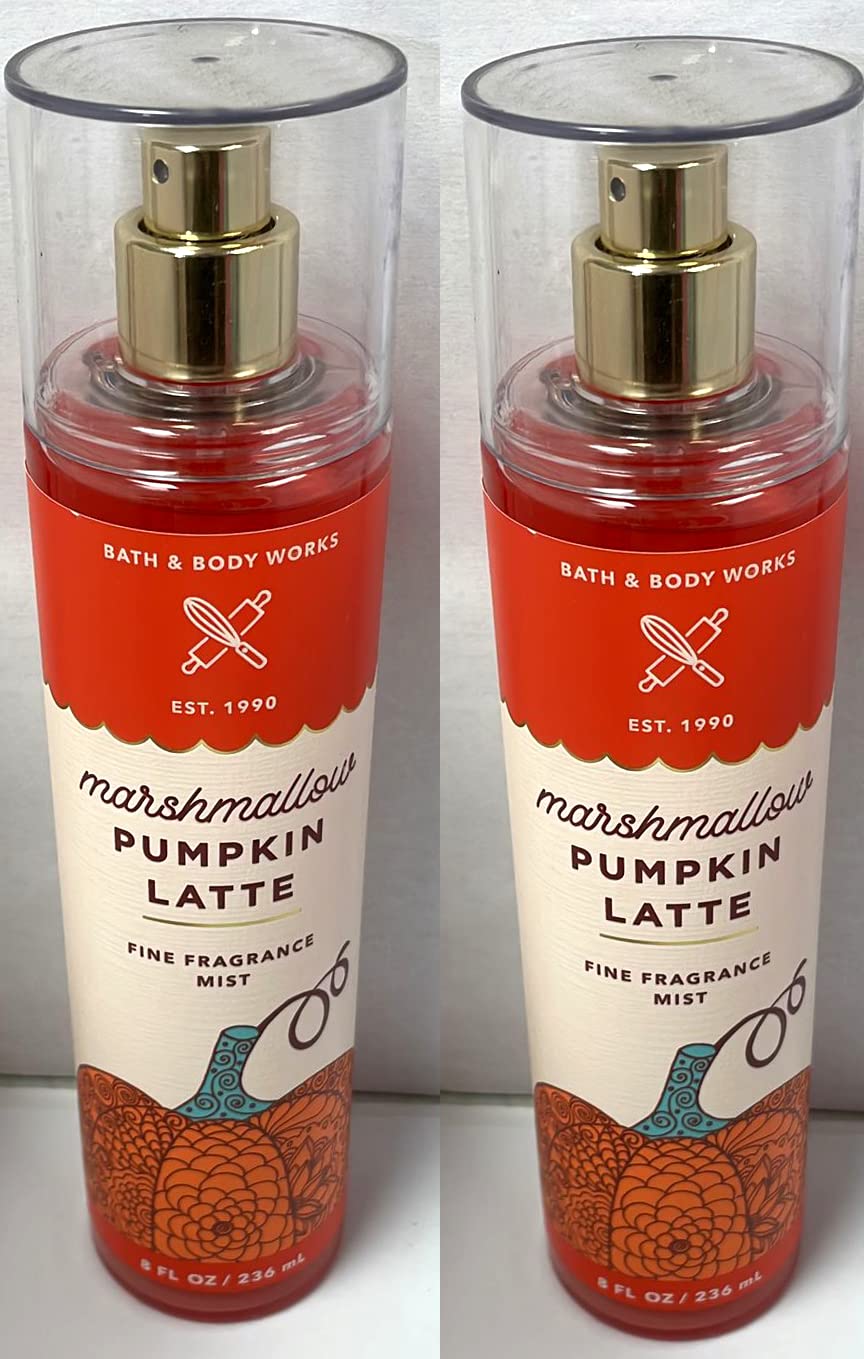 BATH & BODY WORKS
EST. 1990
marshmallow
PUMPKIN
LATTE
FINE FRAGRANCE
MIST
8 FL OZ / 236 mL
BATH & BODY WORKS
EST. 1990
marshmallow
PUMPKIN
LATTE
FINE FRAGRANCE
MIST
8 FL OZ / 236 mL